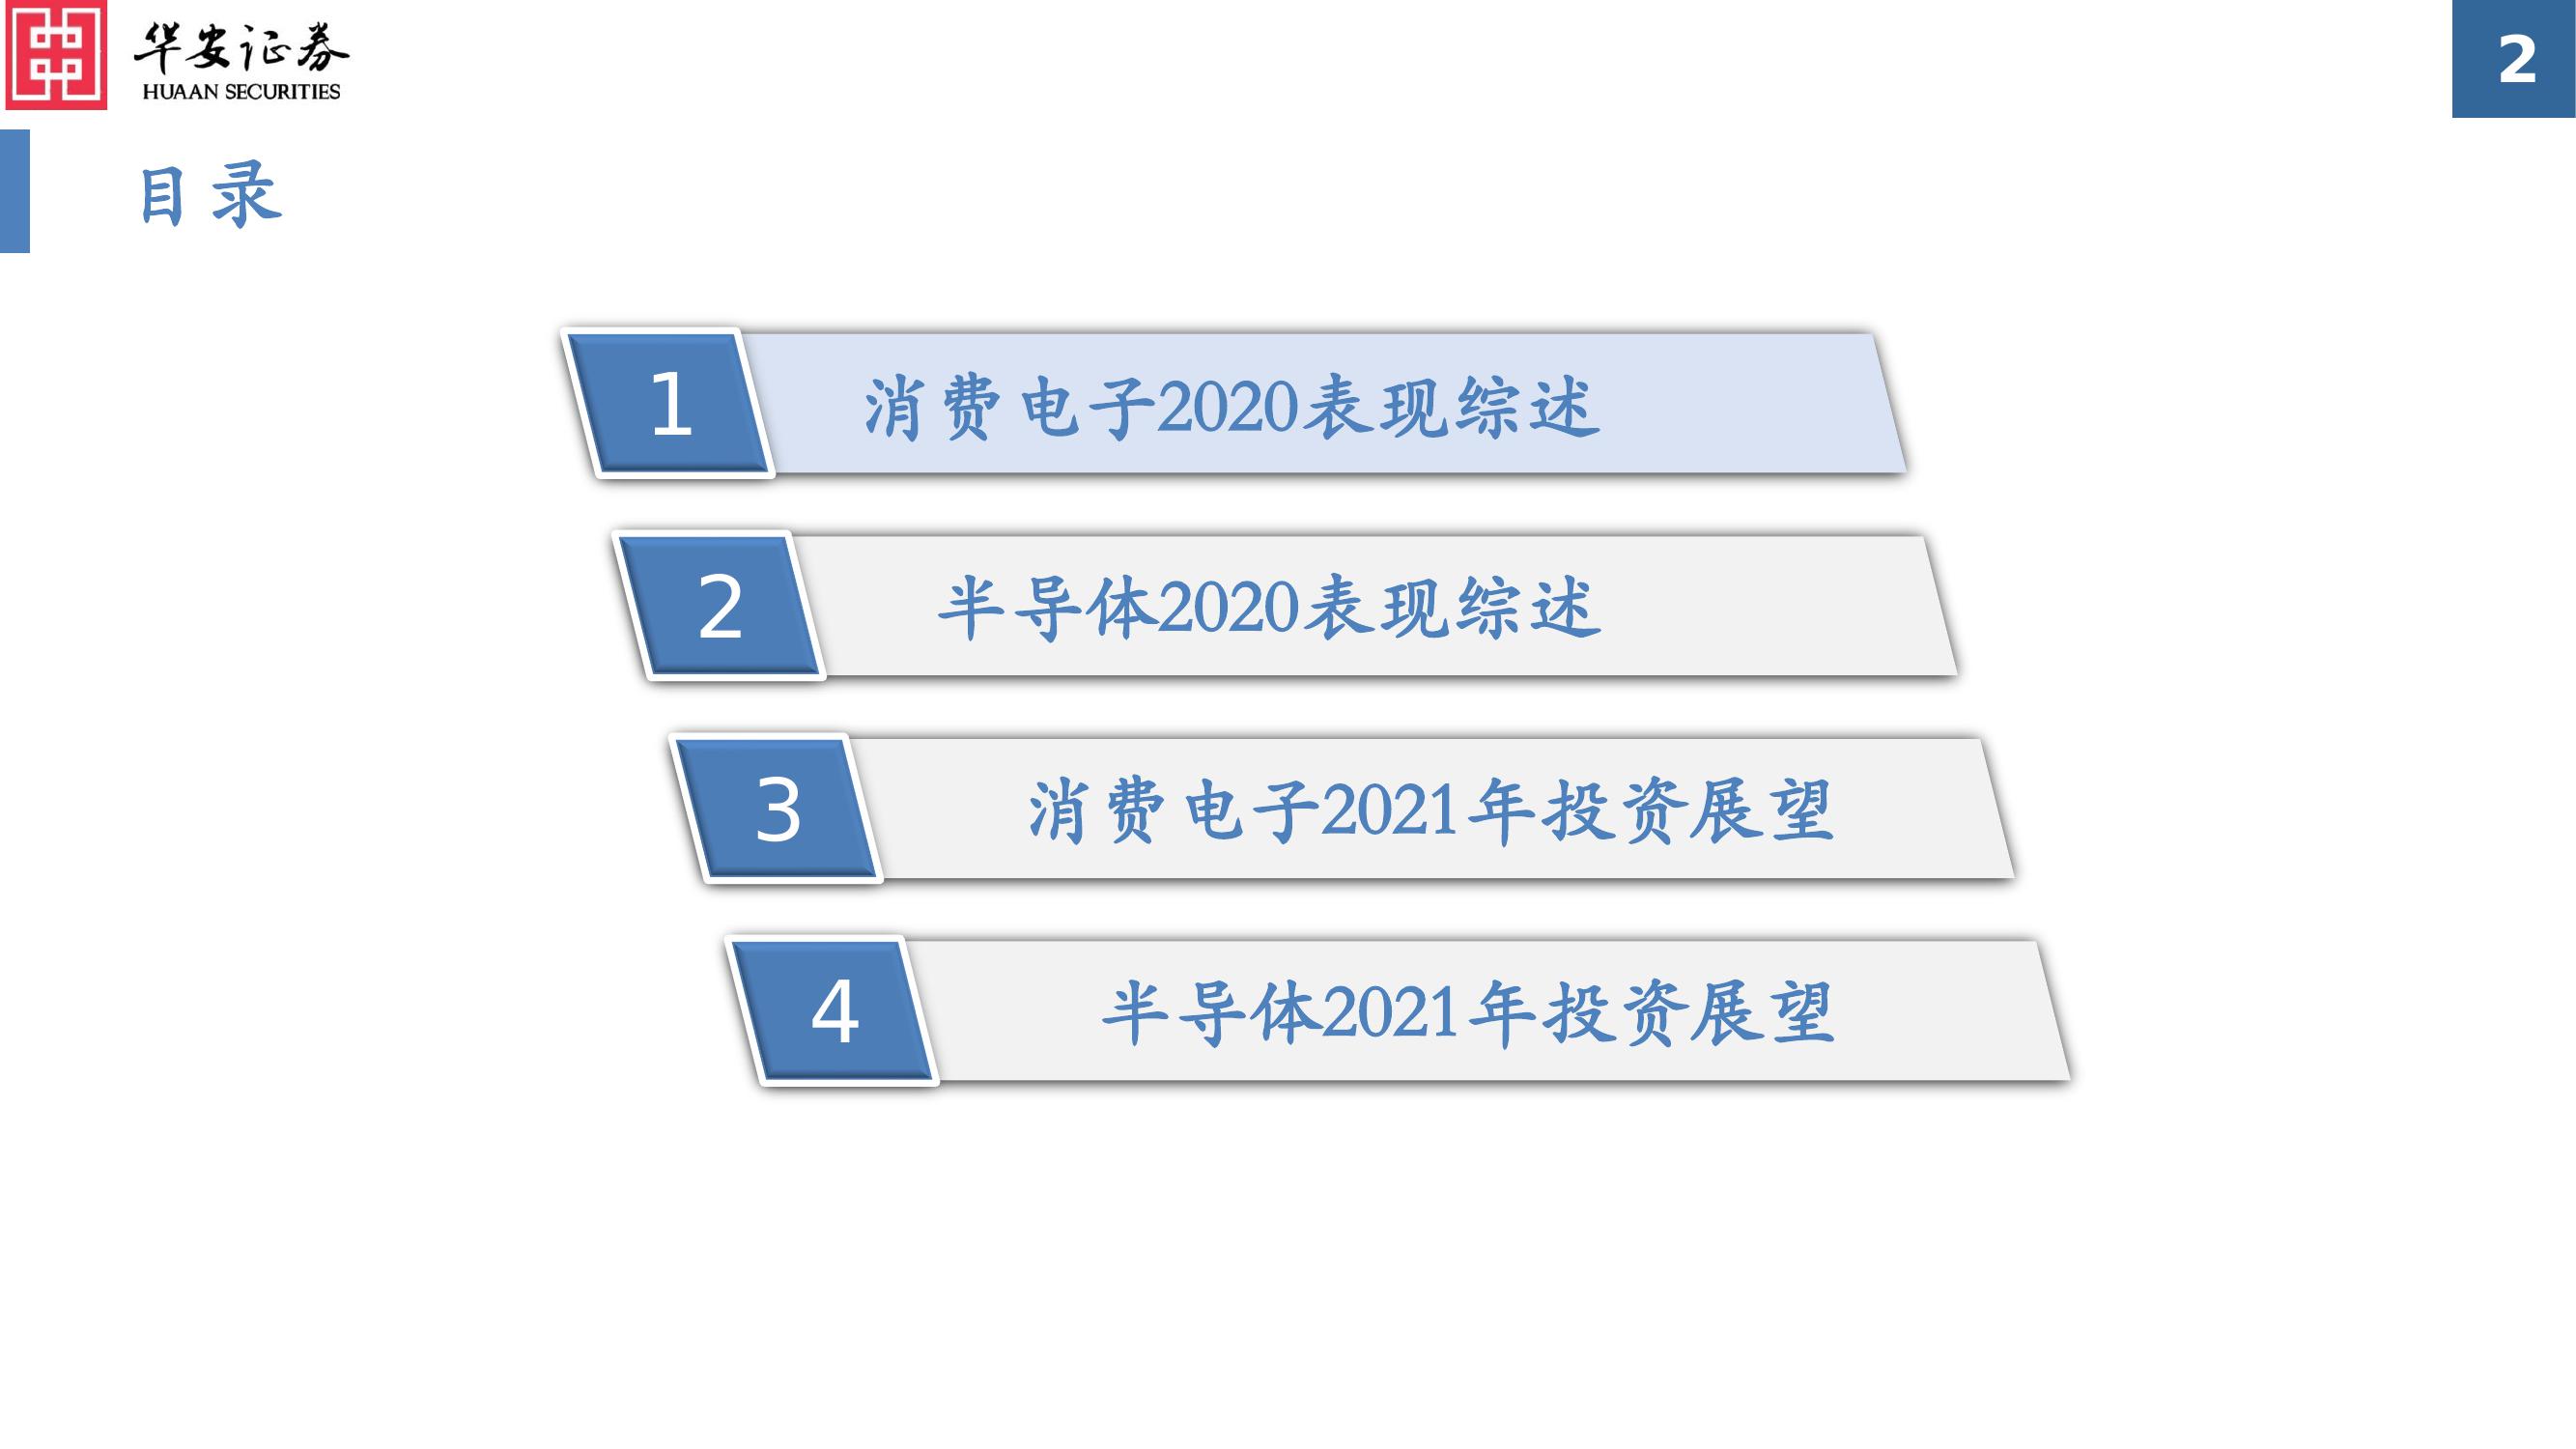 华安证券
HUAAN SECURITIES
2
目录
1 消费电子2020表现综述
2 半导体2020表现综述
3 消费电子2021年投资展望
4 半导体2021年投资展望